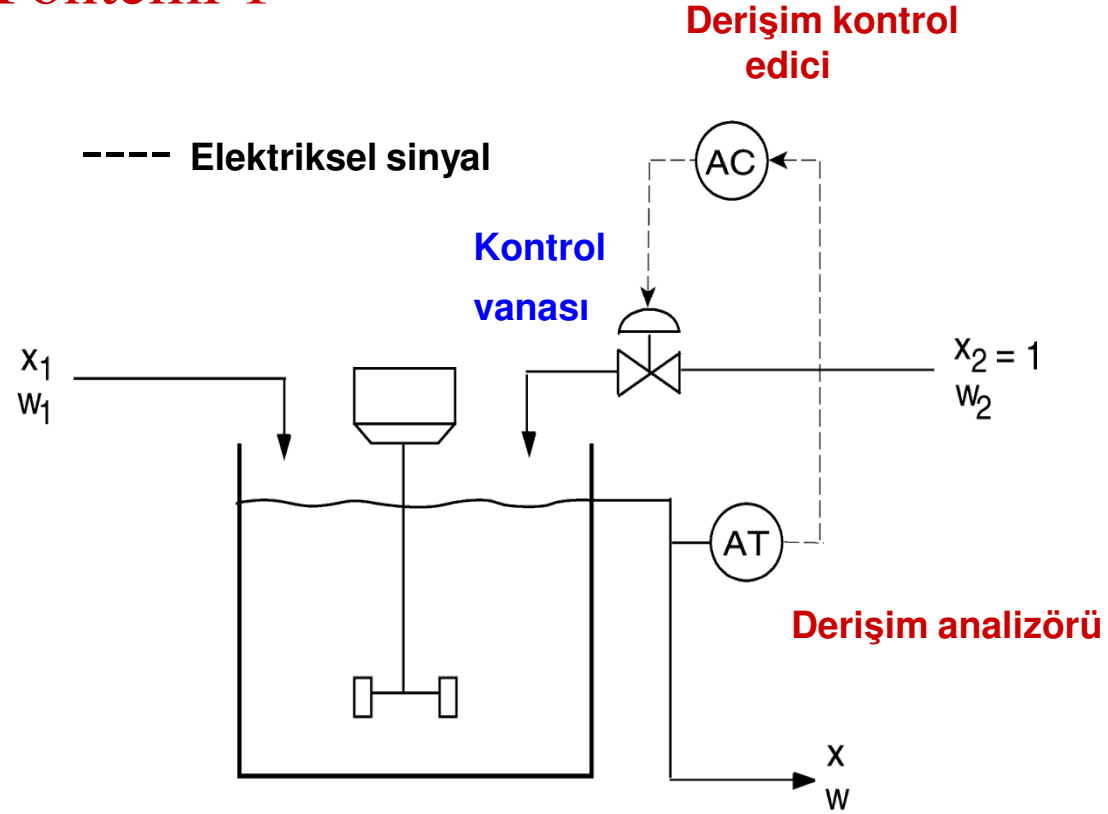 Derişim kontrol
edici
---- Elektriksel sinyal
AC
Kontrol
vanası
x1
w1
x2 = 1
w2
AT
Derişim analizörü
x
w